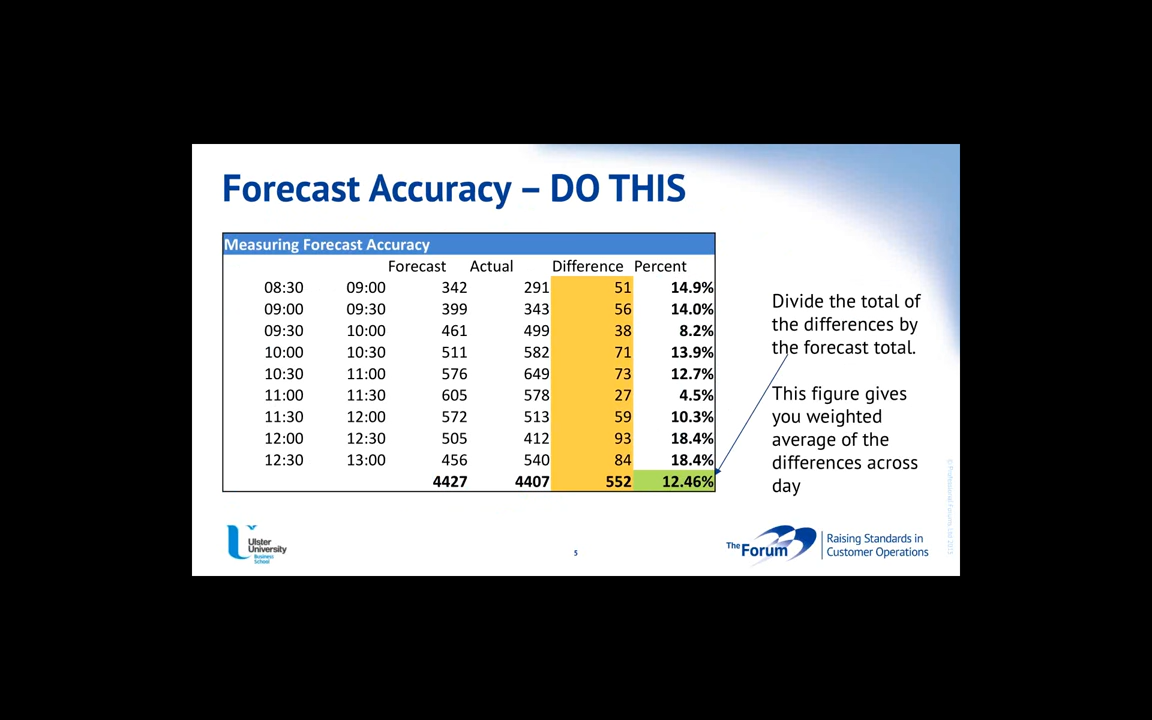 Forecast Accuracy – DO THIS
Measuring Forecast Accuracy
Forecast Actual Difference Percent
08:30 09:00 342 291 51 14.9%
09:00 09:30 399 343 56 14.0%
09:30 10:00 461 499 38 8.2%
10:00 10:30 511 582 71 13.9%
10:30 11:00 576 649 73 12.7%
11:00 11:30 605 578 27 4.5%
11:30 12:00 572 513 59 10.3%
12:00 12:30 505 412 93 18.4%
12:30 13:00 456 540 84 18.4%
4427 4407 552 12.46%
Divide the total of
the differences by
the forecast total.
This figure gives
you weighted
average of the
differences across
day
Ulster
University
Business
School
5
The Forum
Raising Standards in
Customer Operations